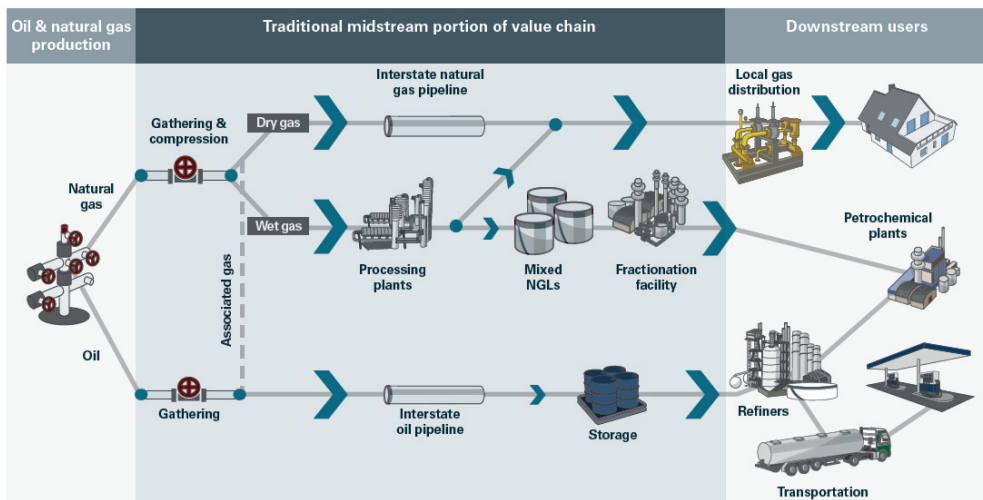 Oil & natural gas
production
Traditional midstream portion of value chain
Downstream users
Interstate natural
gas pipeline
Local gas
distribution
Gathering &
compression
Dry gas
Natural
gas
Wet gas
Petrochemical
plants
Processing
plants
Mixed
NGLs
Fractionation
facility
Associated gas
Oil
Gathering
Interstate
oil pipeline
Storage
Refiners
Transportation